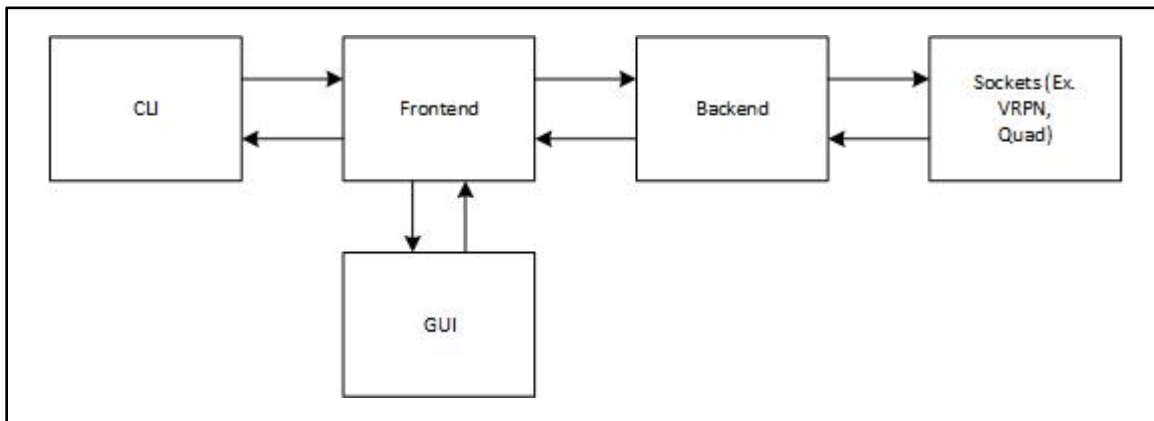 CLI
Frontend
Backend
Sockets (Ex.
VRPN,
Quad)
GUI